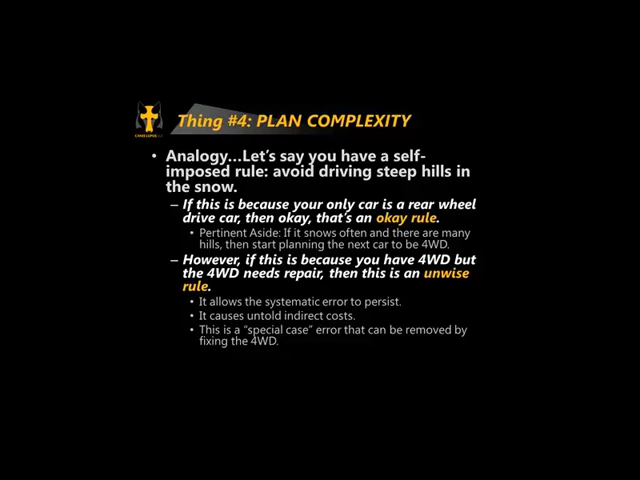 Thing #4: PLAN COMPLEXITY
CANIS LUPUS LLC
• Analogy...Let's say you have a self-
imposed rule: avoid driving steep hills in
the snow.
– If this is because your only car is a rear wheel
drive car, then okay, that's an okay rule.
• Pertinent Aside: If it snows often and there are many
hills, then start planning the next car to be 4WD.
– However, if this is because you have 4WD but
the 4WD needs repair, then this is an unwise
rule.
• It allows the systematic error to persist.
• It causes untold indirect costs.
• This is a "special case" error that can be removed by
fixing the 4WD.